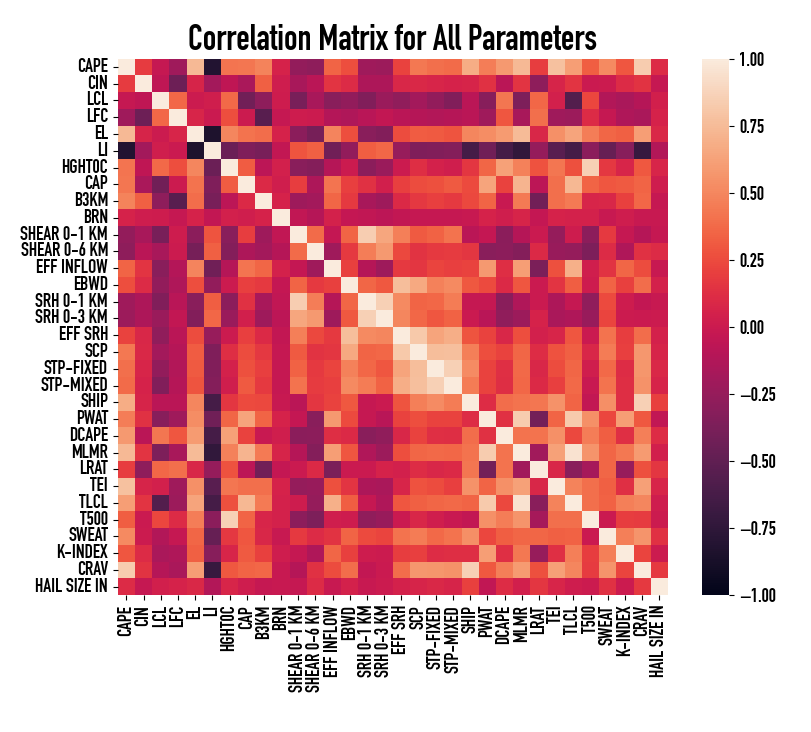 Correlation Matrix for All Parameters
CAPE
CIN
LCL
LFC
EL
LI
HGHT0C
CAP
B3KM
BRN
SHEAR 0-1 KM
SHEAR 0-6 KM
EFF INFLOW
EBWD
SRH 0-1 KM
SRH 0-3 KM
EFF SRH
SCP
STP-FIXED
STP-MIXED
SHIP
PWAT
DCAPE
MLMR
LRAT
TEI
TLCL
T500
SWEAT
K-INDEX
CRAV
HAIL SIZE IN
CAPE
CIN
LCL
LFC
EL
LI
HGHT0C
CAP
B3KM
BRN
SHEAR 0-1 KM
SHEAR 0-6 KM
EFF INFLOW
EBWD
SRH 0-1 KM
SRH 0-3 KM
EFF SRH
SCP
STP-FIXED
STP-MIXED
SHIP
PWAT
DCAPE
MLMR
LRAT
TEI
TLCL
T500
SWEAT
K-INDEX
CRAV
HAIL SIZE IN
1.00
0.75
0.50
0.25
0.00
−0.25
−0.50
−0.75
−1.00